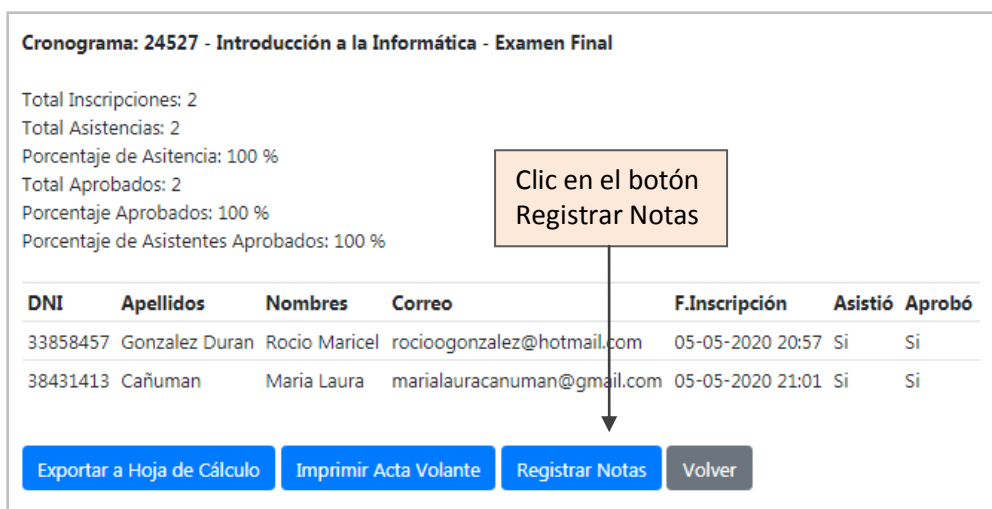 Cronograma: 24527 - Introducción a la Informática - Examen Final
Total Inscripciones: 2
Total Asistencias: 2
Porcentaje de Asitencia: 100 %
Total Aprobados: 2
Porcentaje Aprobados: 100 %
Porcentaje de Asistentes Aprobados: 100 %
Clic en el botón
Registrar Notas
DNI Apellidos Nombres Correo F.Inscripción Asistió Aprobó
33858457 Gonzalez Duran Rocio Maricel rocioogonzalez@hotmail.com 05-05-2020 20:57 Si Si
38431413 Cañuman Maria Laura marialauracanuman@gmail.com 05-05-2020 21:01 Si Si
Exportar a Hoja de Cálculo Imprimir Acta Volante Registrar Notas Volver